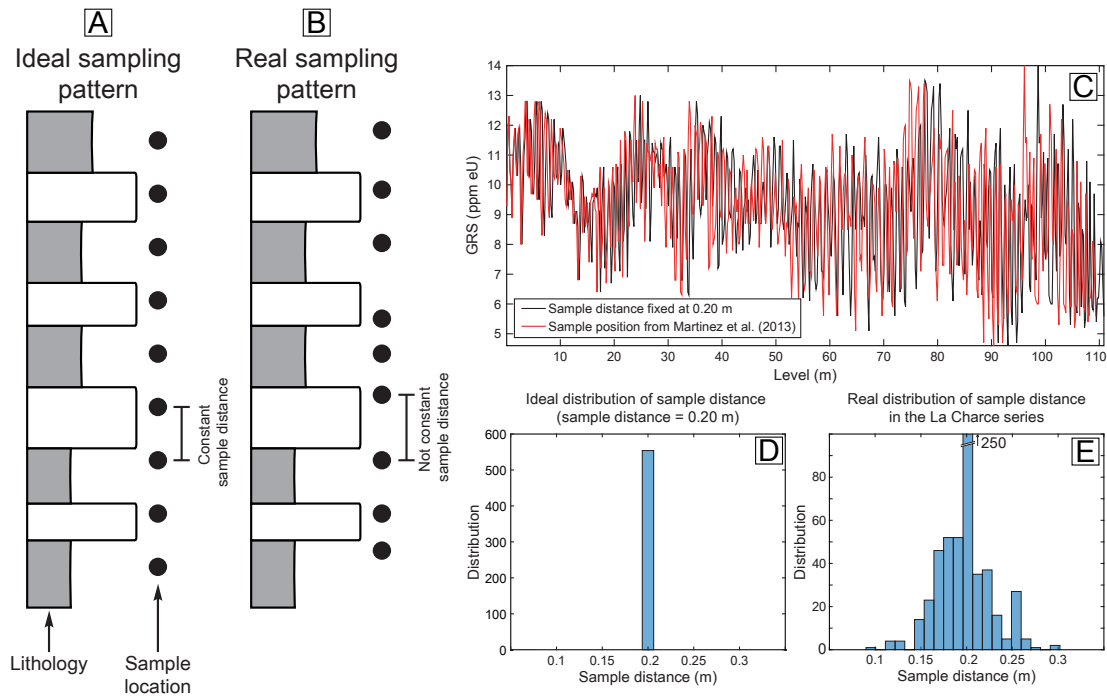 A
Ideal sampling
pattern
Constant
sample distance
Lithology
Sample
location
B
Real sampling
pattern
Not constant
sample distance
C
14
13
12
11
10
9
8
7
6
5
GRS (ppm eU)
Sample distance fixed at 0.20 m
Sample position from Martinez et al. (2013)
10 20 30 40 50 60 70 80 90 100 110
Level (m)
Ideal distribution of sample distance
(sample distance = 0.20 m)
D
600
500
400
300
200
100
0
Distribution
0.1 0.15 0.2 0.25 0.3
Sample distance (m)
Real distribution of sample distance
in the La Charce series
E
250
80
60
40
20
0
Distribution
0.1 0.15 0.2 0.25 0.3
Sample distance (m)